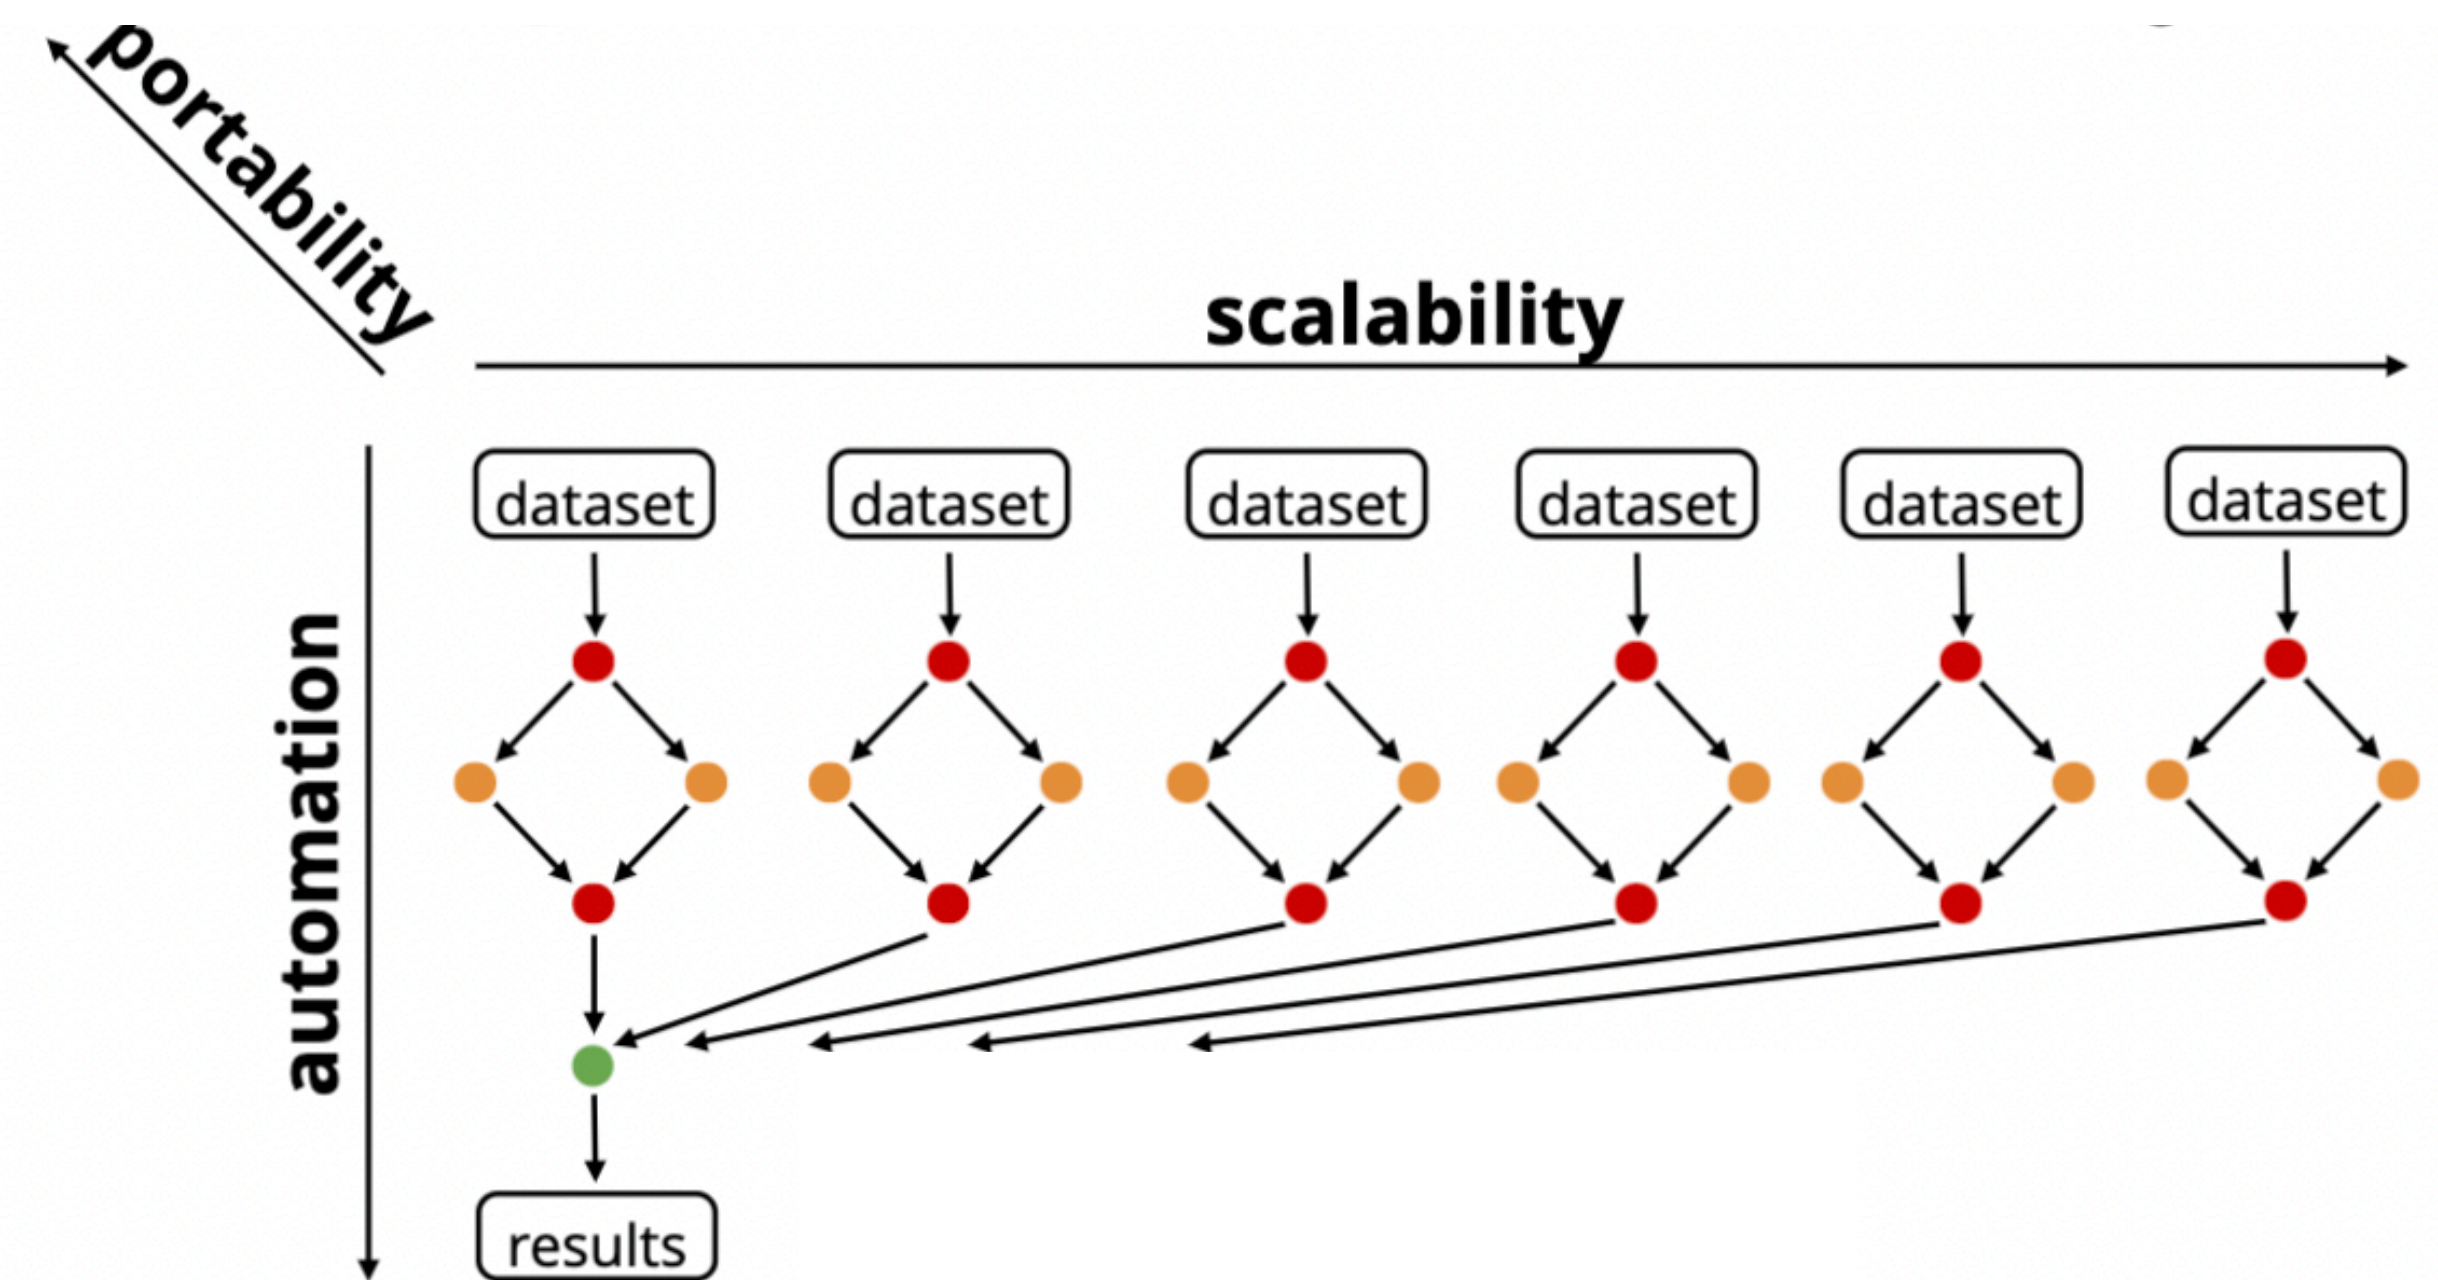 portability
scalability
dataset
dataset
dataset
dataset
dataset
dataset
automation
results